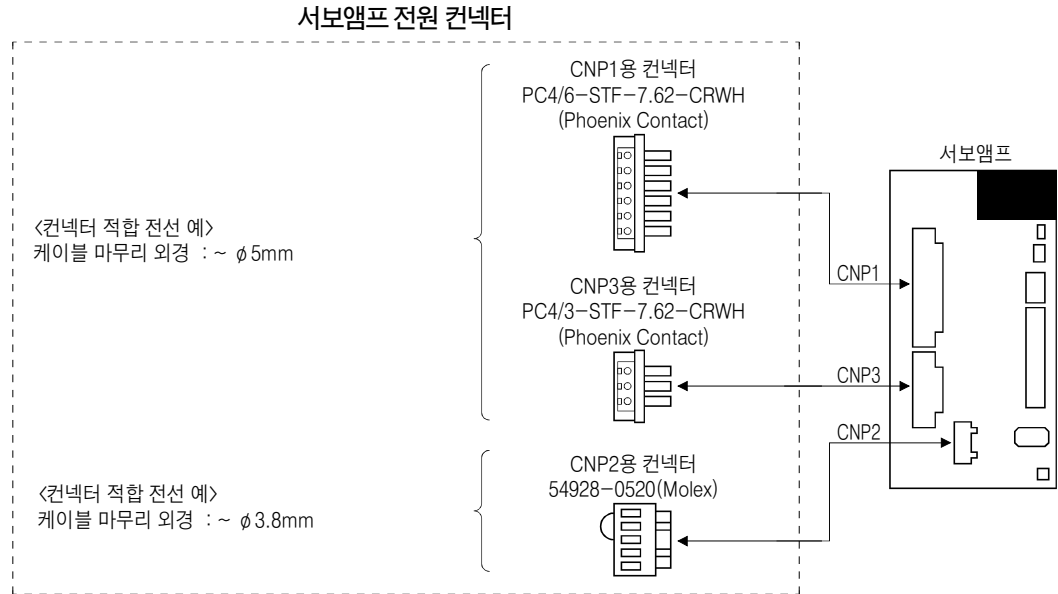 서보앰프 전원 컨넥터
CNP1용 컨넥터
PC4/6-STF-7.62-CRWH
(Phoenix Contact)
서보앰프
〈컨넥터 적합 전선 예〉
케이블 마무리 외경 : ~ φ5mm
CNP1
CNP3용 컨넥터
PC4/3-STF-7.62-CRWH
(Phoenix Contact)
CNP3
CNP2
CNP2용 컨넥터
54928-0520(Molex)
〈컨넥터 적합 전선 예〉
케이블 마무리 외경 : ~ φ3.8mm